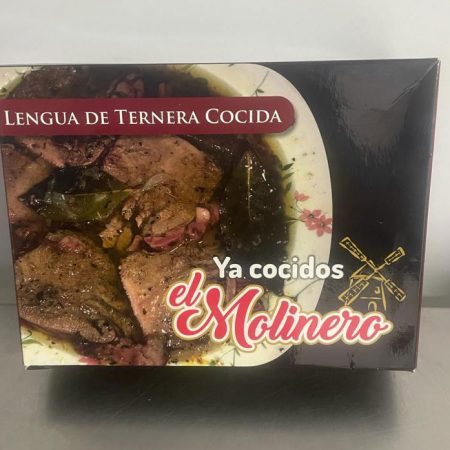 LENGUA DE TERNERA COCIDA
Ya cocidos
el Molinero